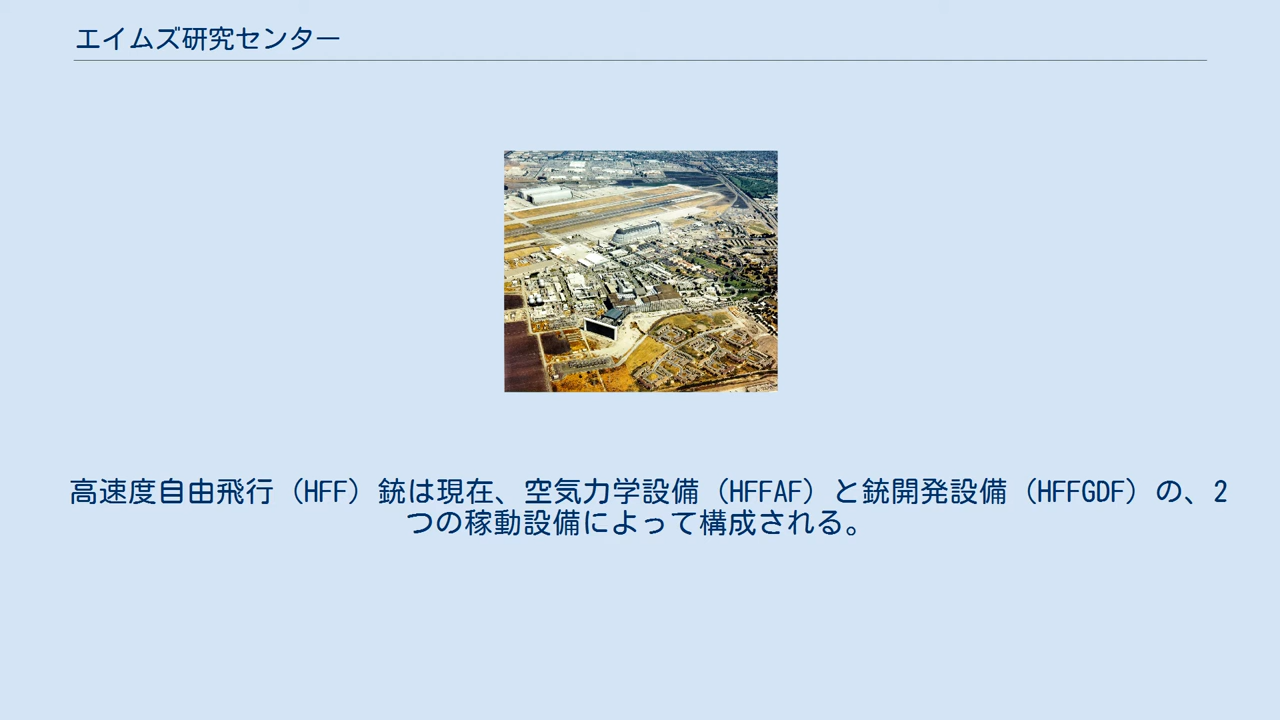 エイムズ研究センター
高速度自由飛行（HFF）銃は現在、空気力学設備（HFFAF）と銃開発設備（HFFGDF）の、2
つの稼動設備によって構成される。